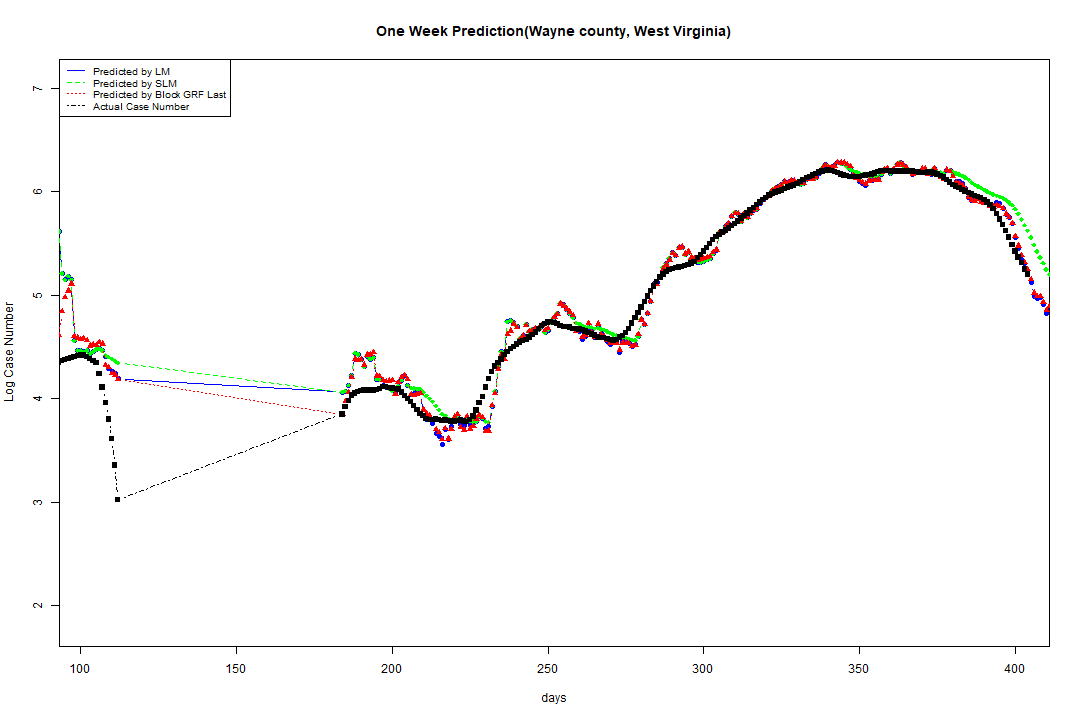 One Week Prediction(Wayne county, West Virginia)
Predicted by LM
Predicted by SLM
Predicted by Block GRF Last
Actual Case Number
7
6
5
4
3
2
Log Case Number
100 150 200 250 300 350 400
days